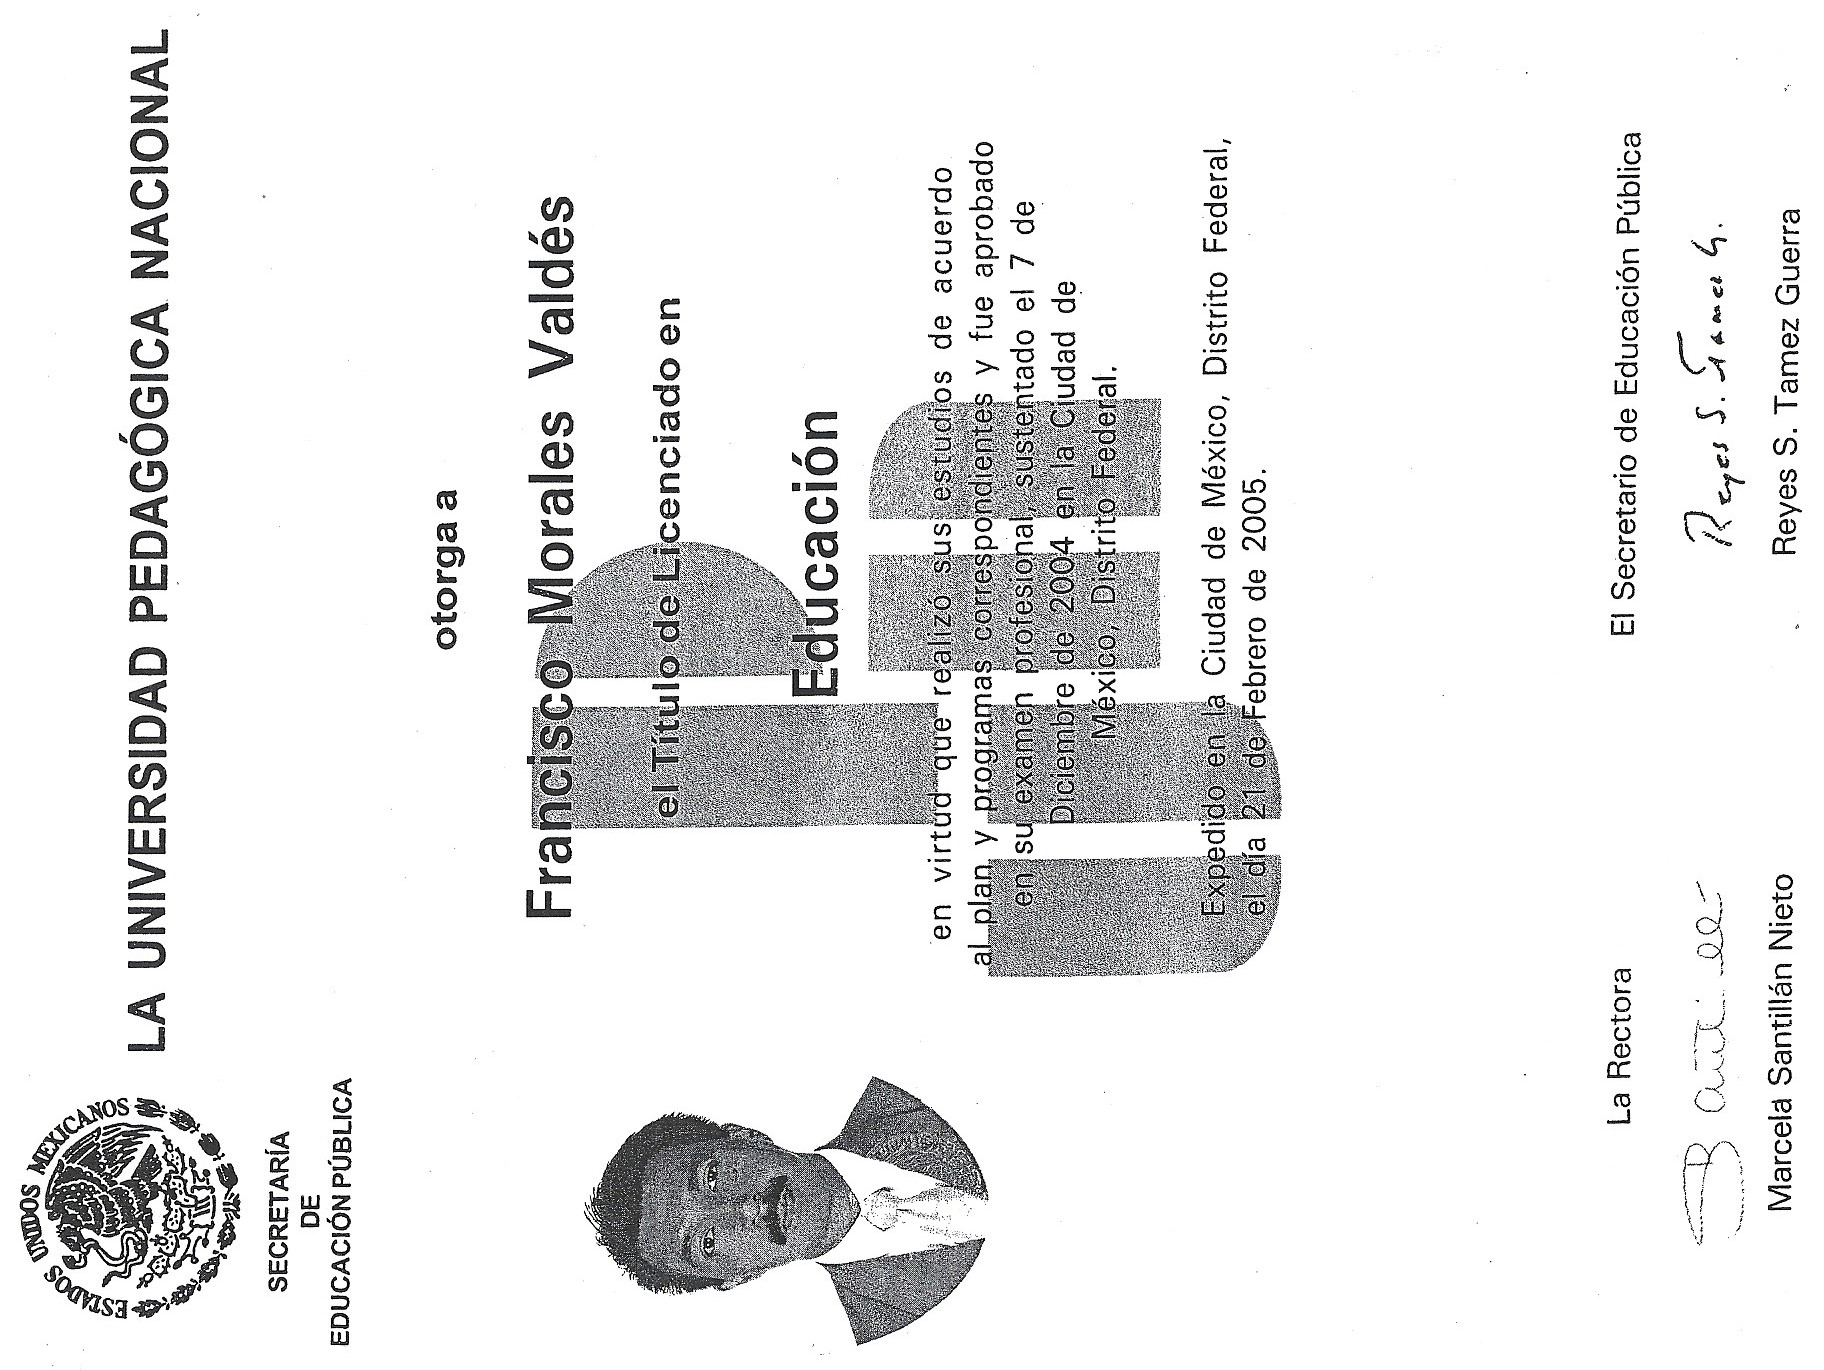 ESTADOS UNIDOS MEXICANOS
LA UNIVERSIDAD PEDAGÓGICA NACIONAL
SECRETARÍA
DE
EDUCACIÓN PÚBLICA
otorga a
Francisco Morales Valdés
el Título de Licenciado en
Educación
en virtud que realizó sus estudios de acuerdo
al plan y programas correspondientes y fue aprobado
en su examen profesional, sustentado el 7 de
Diciembre de 2004 en la Ciudad de
México, Distrito Federal.
Expedido en la Ciudad de México, Distrito Federal,
el día 21 de Febrero de 2005.
La Rectora
Marcela Santillán Nieto
El Secretario de Educación Pública
Reyes S. Tamez G.
Reyes S. Tamez Guerra